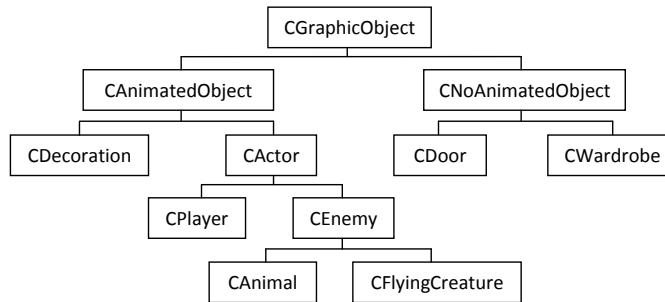 CGraphicObject
CAnimatedObject
CNoAnimatedObject
CDecoration
CActor
CDoor
CWardrobe
CPlayer
CEnemy
CAnimal
CFlyingCreature